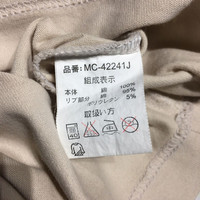 品番: MC-42241J
組成表示
本体 綿 100%
リブ部分 綿 95%
ポリウレタン 5%
取扱い方
40